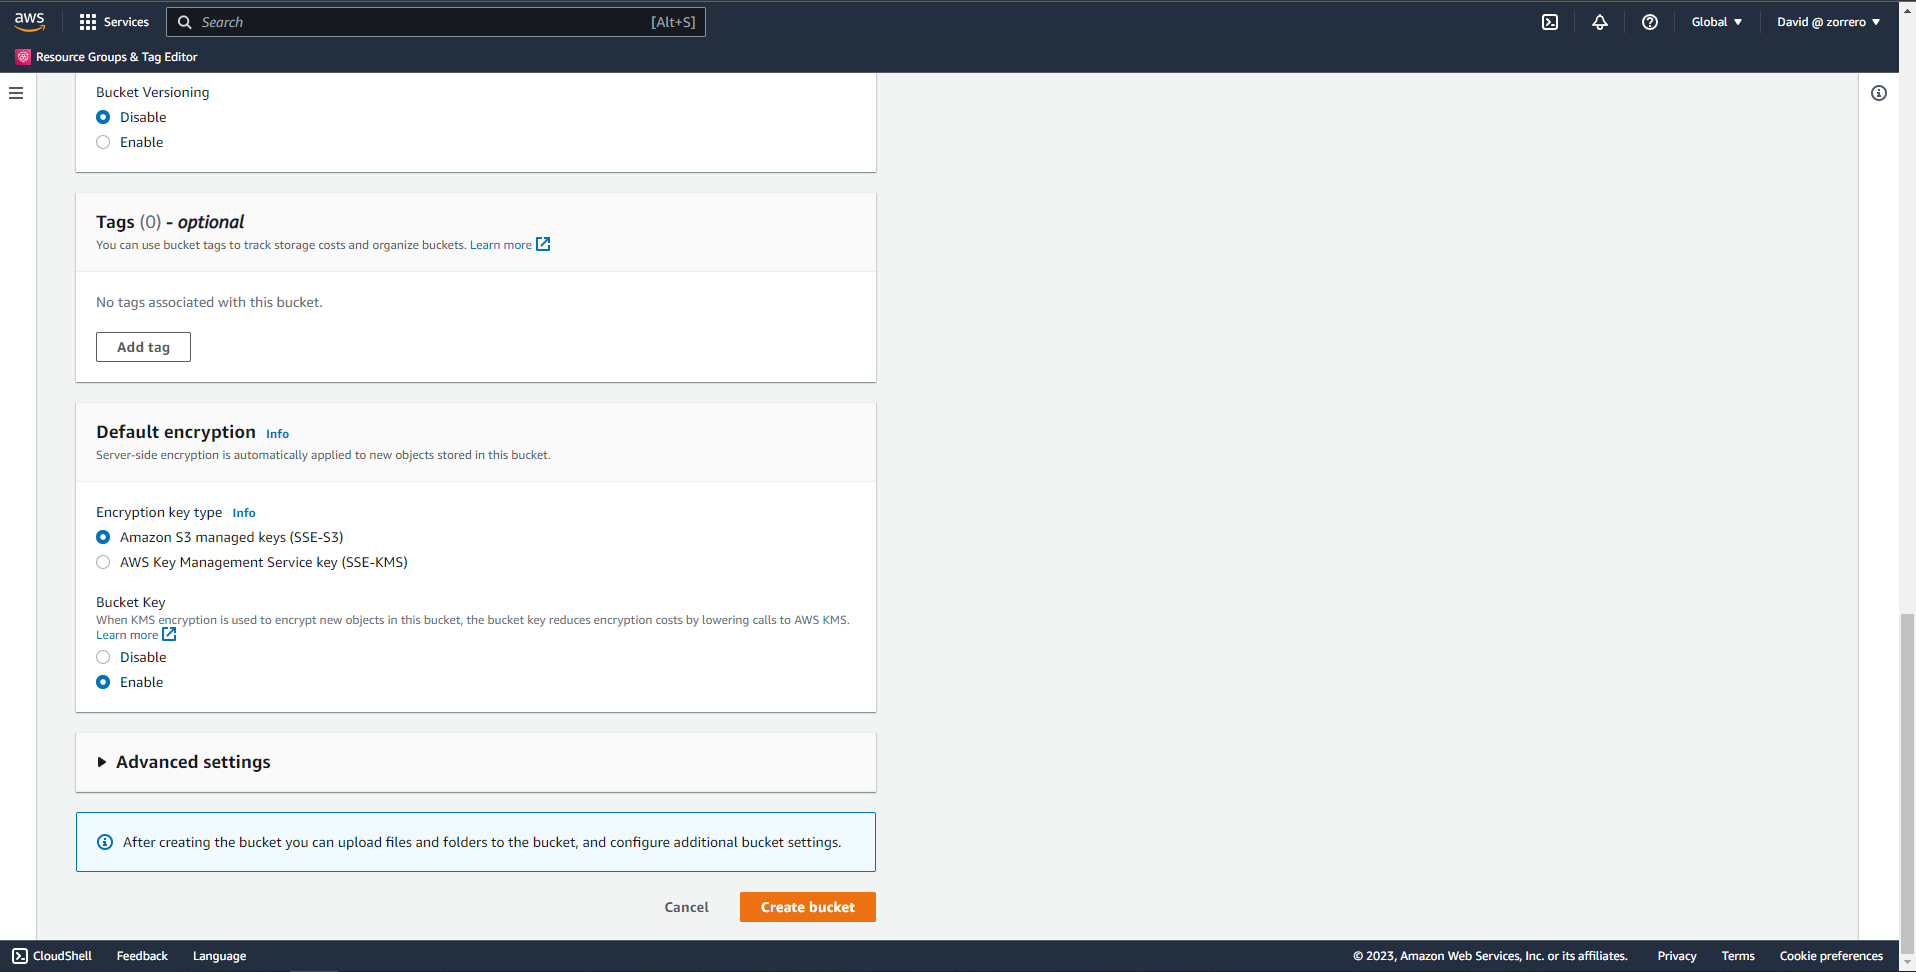 aws
Services
Search
[Alt+S]
Global
David @ zorrero
Resource Groups & Tag Editor
Bucket Versioning
Disable
Enable
Tags (0) - optional
You can use bucket tags to track storage costs and organize buckets. Learn more
No tags associated with this bucket.
Add tag
Default encryption Info
Server-side encryption is automatically applied to new objects stored in this bucket.
Encryption key type Info
Amazon S3 managed keys (SSE-S3)
AWS Key Management Service key (SSE-KMS)
Bucket Key
When KMS encryption is used to encrypt new objects in this bucket, the bucket key reduces encryption costs by lowering calls to AWS KMS.
Learn more
Disable
Enable
Advanced settings
After creating the bucket you can upload files and folders to the bucket, and configure additional bucket settings.
Cancel
Create bucket
CloudShell
Feedback
Language
© 2023, Amazon Web Services, Inc. or its affiliates.
Privacy
Terms
Cookie preferences